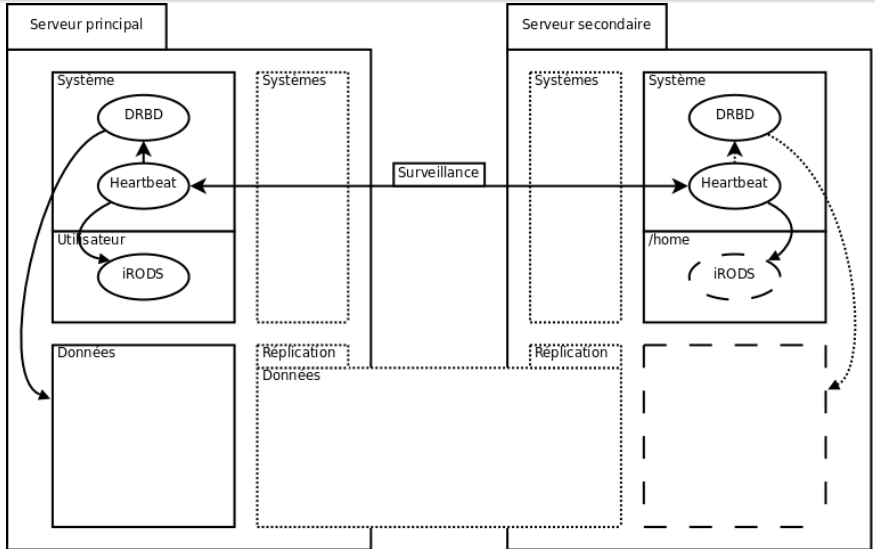 Serveur principal
Serveur secondaire
Système
Systèmes
Systèmes
Système
DRBD
DRBD
Surveillance
Heartbeat
Heartbeat
Utilisateur
/home
iRODS
iRODS
Données
Réplication
Réplication
Données